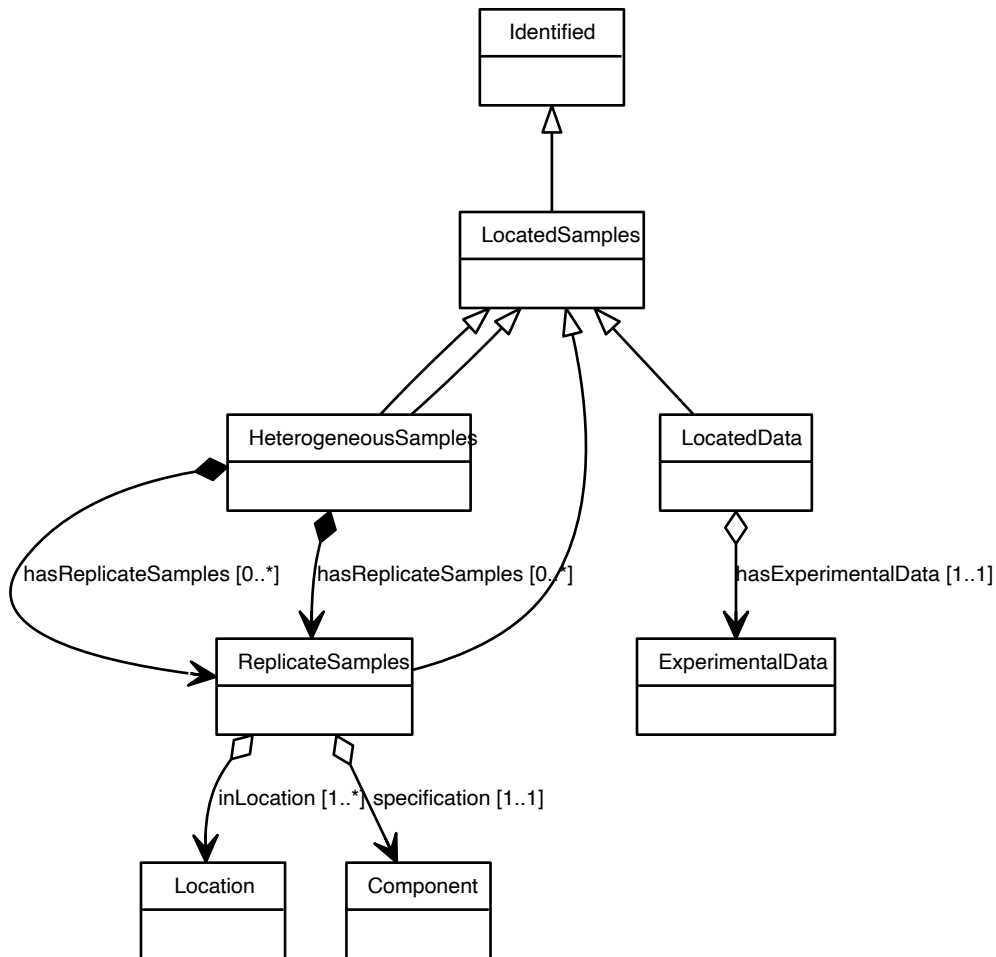 Identified
LocatedSamples
HeterogeneousSamples
LocatedData
hasReplicateSamples [0..*]
hasReplicateSamples [0..*]
hasExperimentalData [1..1]
ReplicateSamples
ExperimentalData
inLocation [1..*]
specification [1..1]
Location
Component